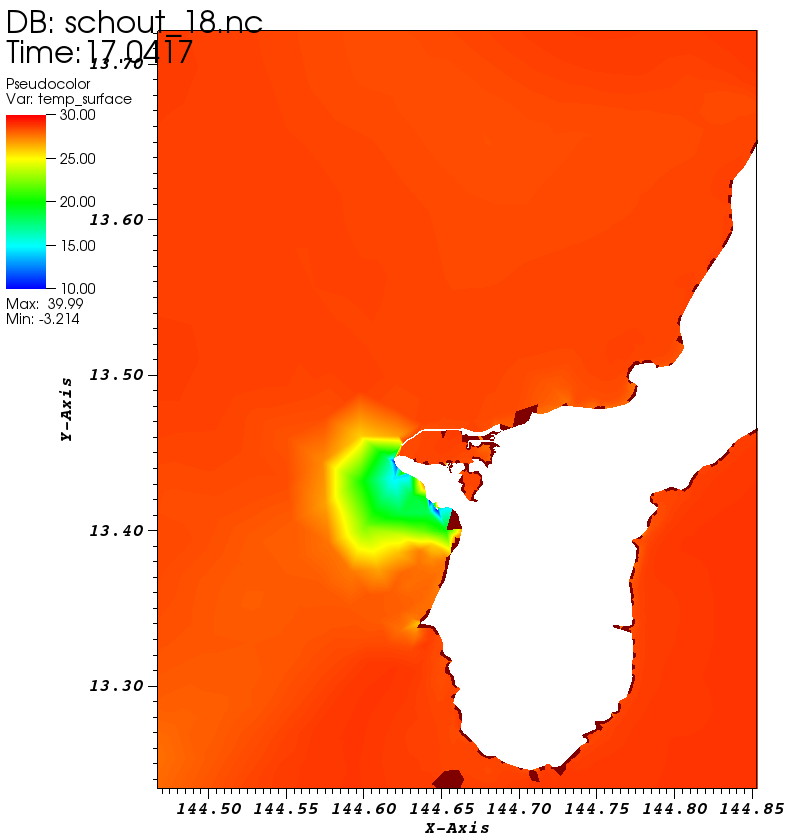 DB: schout_18.nc
Time:17.0417
Pseudocolor
Var: temp_surface
30.00
25.00
20.00
15.00
10.00
Max: 39.99
Min: -3.214
13.70
13.60
13.50
13.40
13.30
Y-Axis
144.50 144.55 144.60 144.65 144.70 144.75 144.80 144.85
X-Axis